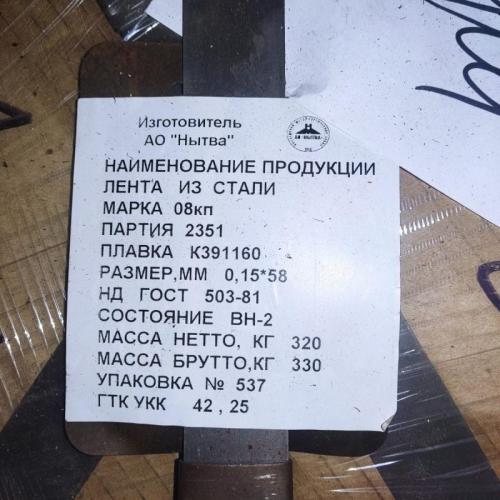 Изготовитель
АО "Нытва"
НАИМЕНОВАНИЕ ПРОДУКЦИИ
ЛЕНТА ИЗ СТАЛИ
МАРКА 08кп
ПАРТИЯ 2351
ПЛАВКА К391160
РАЗМЕР,ММ 0,15*58
НД ГОСТ 503-81
СОСТОЯНИЕ ВН-2
МАССА НЕТТО, КГ 320
МАССА БРУТТО,КГ 330
УПАКОВКА № 537
ГТК УКК 42 , 25